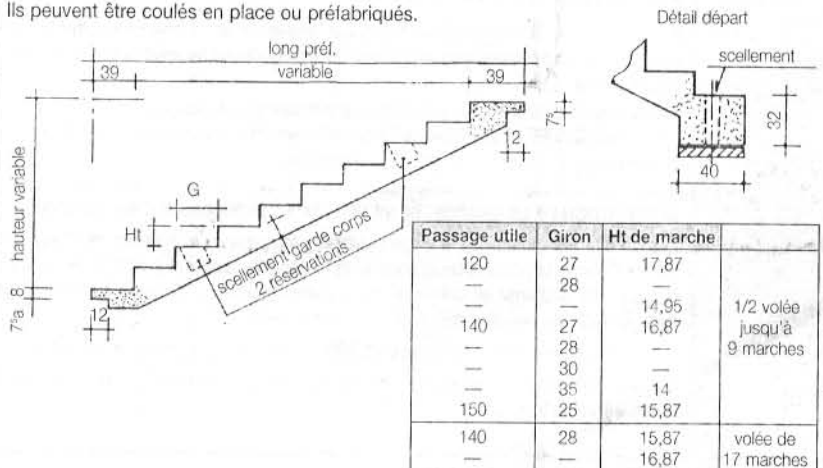 Ils peuvent être coulés en place ou préfabriqués.
Détail départ
long préf.
39 variable 39
scellement
7⁵
12
32
40
G
Ht
hauteur variable
8
7⁵a
12
scellement garde corps
2 réservations
Passage utile Giron Ht de marche
120 27 17,87
— 28 —
— — 14,95 1/2 volée
140 27 16,87 jusqu'à
— 28 — 9 marches
— 30 —
— 35 14
150 25 15,87
140 28 15,87 volée de
— — 16,87 17 marches